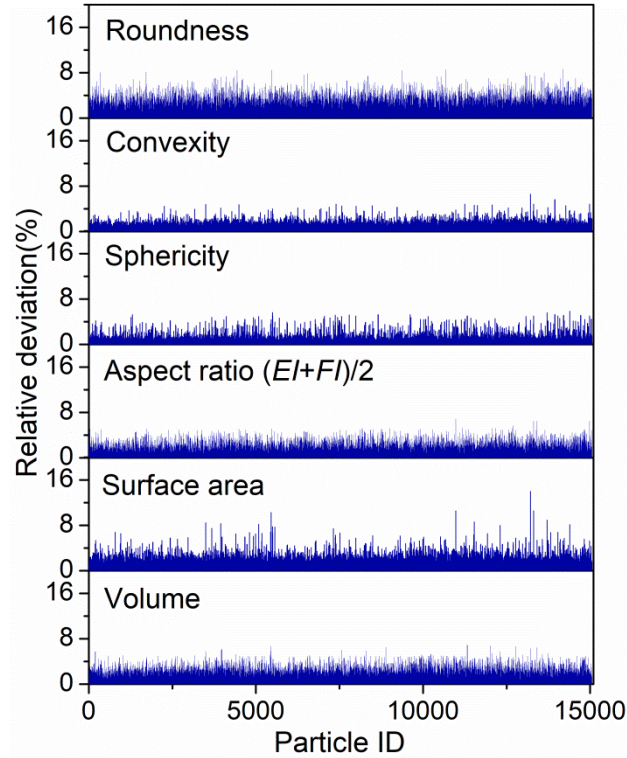 Relative deviation(%)
16
8
0
Roundness
16
8
0
Convexity
16
8
0
Sphericity
16
8
0
Aspect ratio (EI+FI)/2
16
8
0
Surface area
16
8
0
Volume
0
5000
10000
15000
Particle ID